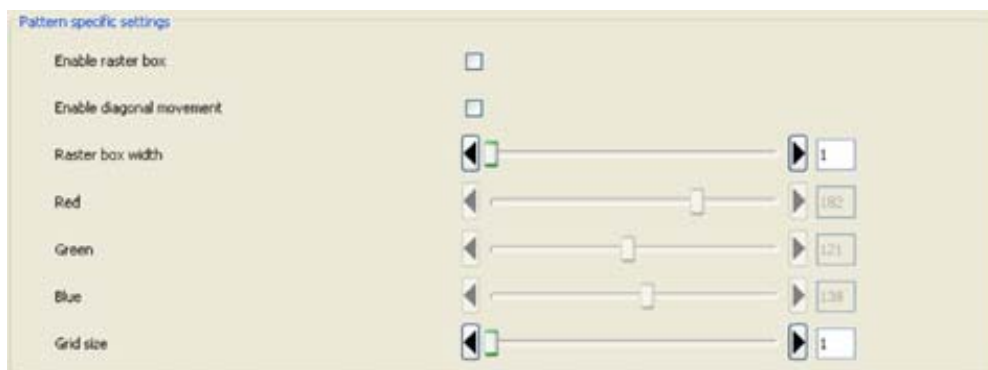 Pattern specific settings
Enable raster box
Enable diagonal movement
Raster box width 1
Red 182
Green 121
Blue 138
Grid size 1